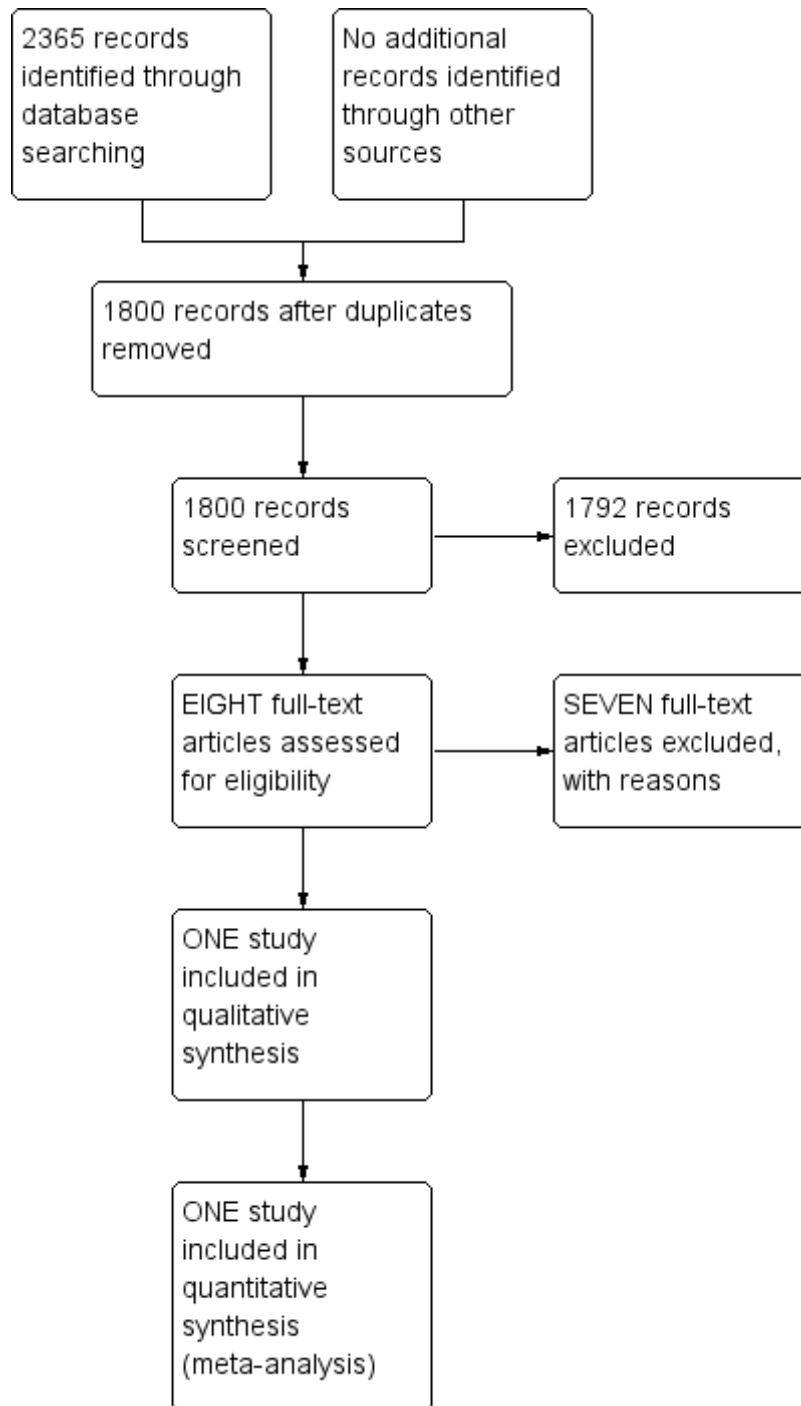 2365 records
identified through
database
searching
No additional
records identified
through other
sources
1800 records after duplicates
removed
1800 records
screened
1792 records
excluded
EIGHT full-text
articles assessed
for eligibility
SEVEN full-text
articles excluded,
with reasons
ONE study
included in
qualitative
synthesis
ONE study
included in
quantitative
synthesis
(meta-analysis)